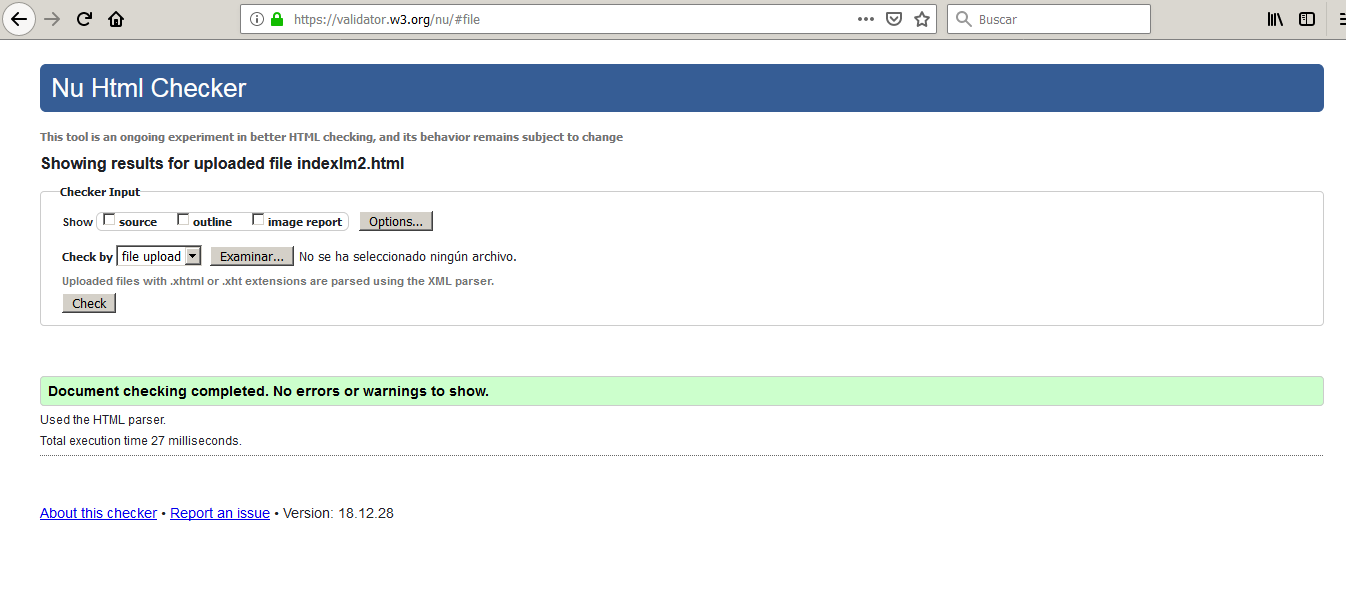 https://validator.w3.org/nu/#file
Buscar
Nu Html Checker
This tool is an ongoing experiment in better HTML checking, and its behavior remains subject to change
Showing results for uploaded file indexlm2.html
Checker Input
Show source outline image report Options...
Check by file upload Examinar... No se ha seleccionado ningún archivo.
Uploaded files with .xhtml or .xht extensions are parsed using the XML parser.
Check
Document checking completed. No errors or warnings to show.
Used the HTML parser.
Total execution time 27 milliseconds.
About this checker • Report an issue • Version: 18.12.28